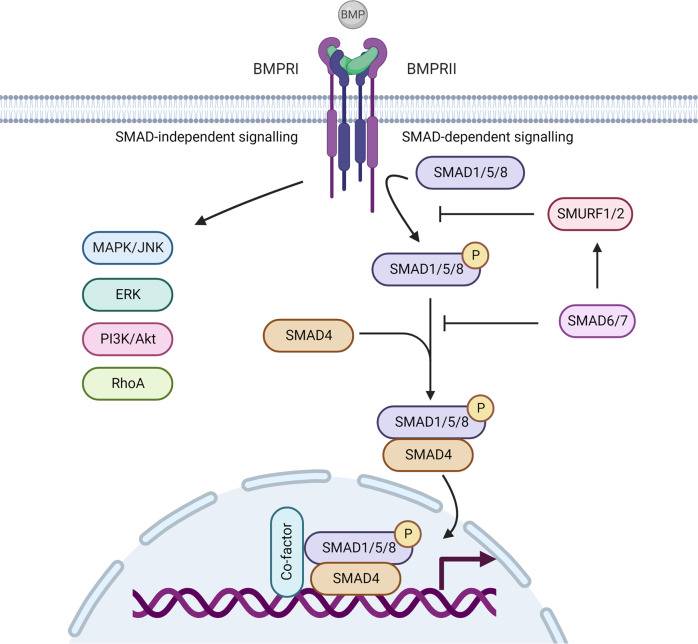 BMP
BMPRI
BMPRII
SMAD-independent signalling
SMAD-dependent signalling
SMAD1/5/8
SMURF1/2
MAPK/JNK
P
SMAD1/5/8
ERK
SMAD6/7
SMAD4
PI3K/Akt
RhoA
P
SMAD1/5/8
SMAD4
Co-factor
P
SMAD1/5/8
SMAD4